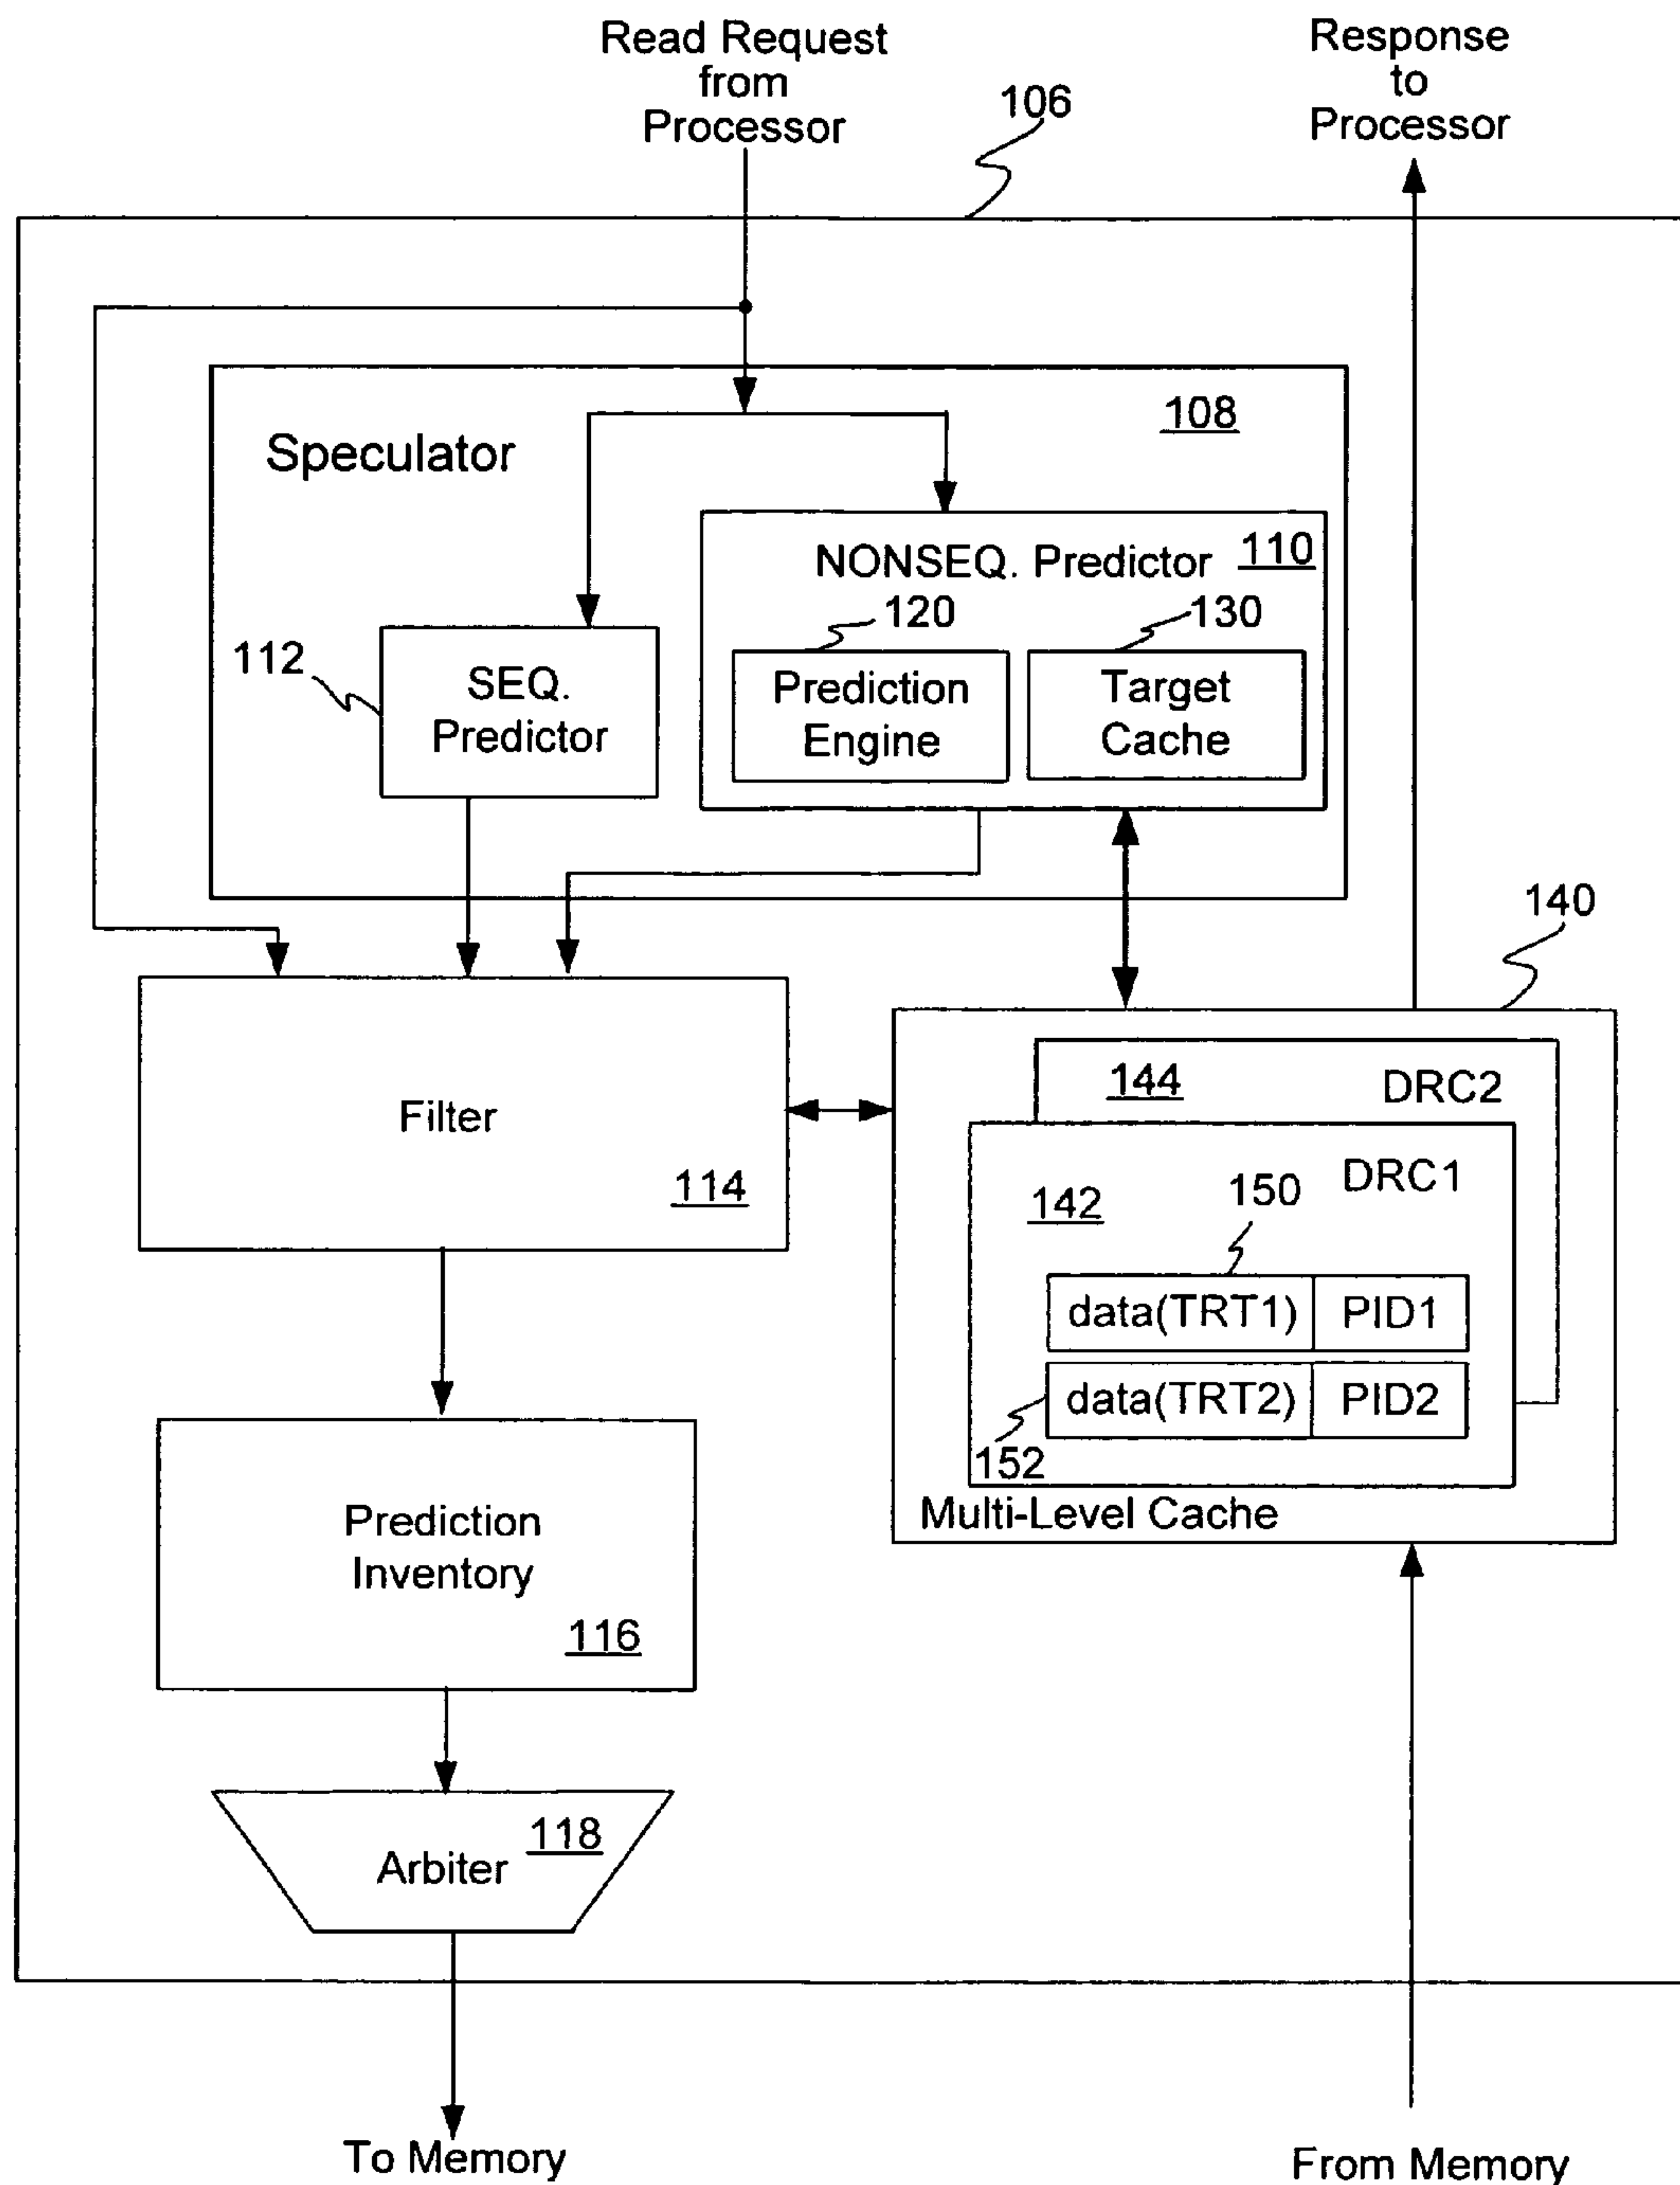 Read Request
from
Processor
Response
to
Processor
106
108
Speculator
NONSEQ. Predictor 110
120
130
112
SEQ.
Predictor
Prediction
Engine
Target
Cache
140
Filter
114
144
DRC2
DRC1
142
150
data(TRT1) PID1
data(TRT2) PID2
152
Multi-Level Cache
Prediction
Inventory
116
118
Arbiter
To Memory
From Memory